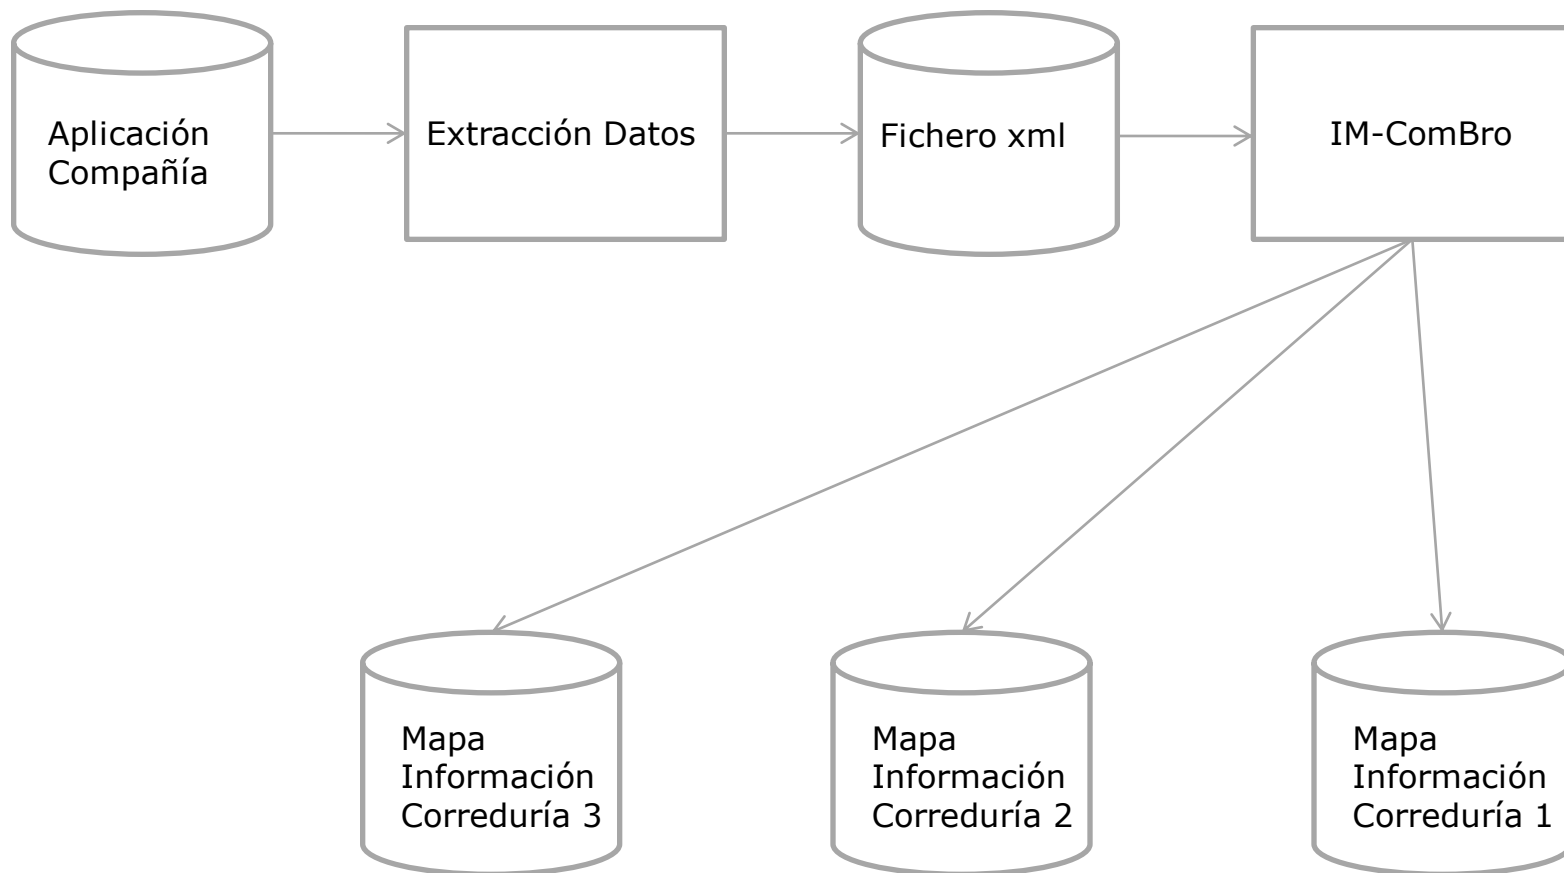 Aplicación
Compañía
Extracción Datos
Fichero xml
IM-ComBro
Mapa
Información
Correduría 3
Mapa
Información
Correduría 2
Mapa
Información
Correduría 1